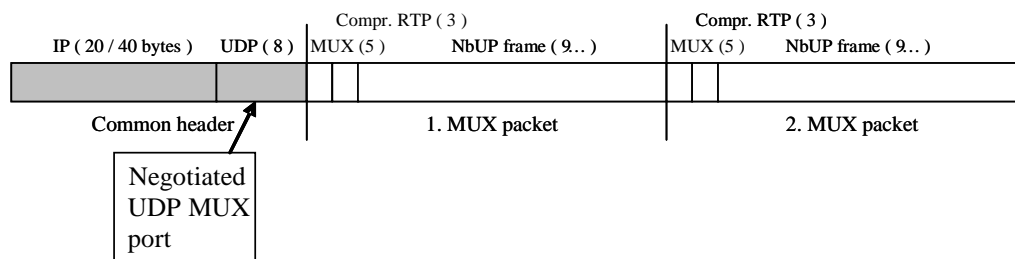 Compr. RTP ( 3 )
Compr. RTP ( 3 )
IP ( 20 / 40 bytes )
UDP ( 8 )
MUX (5)
NbUP frame ( 9… )
MUX (5)
NbUP frame ( 9… )
Common header
1. MUX packet
2. MUX packet
Negotiated
UDP MUX
port